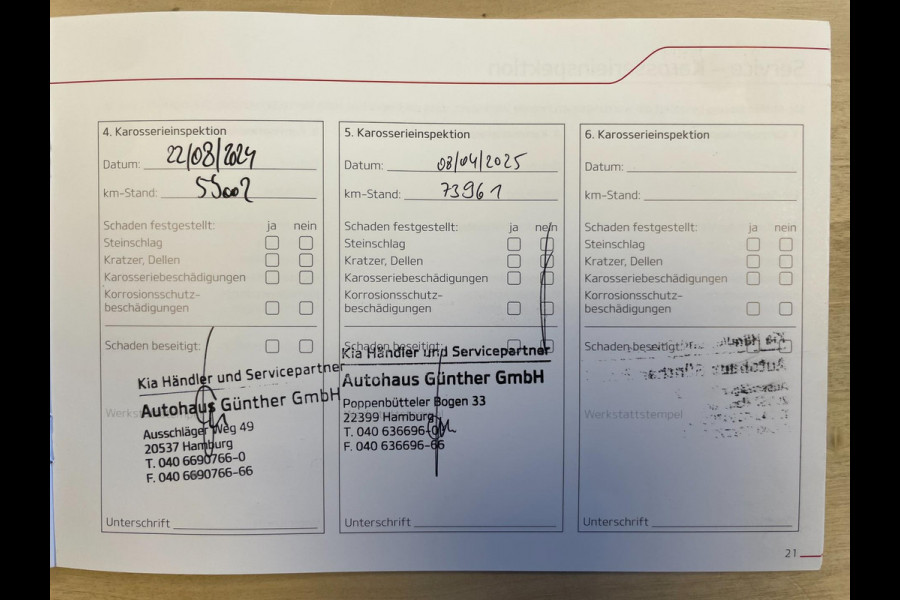 4. Karosserieinspektion
Datum: 22/08/2024
km-Stand: 55002
Schaden festgestellt: ja nein
Steinschlag
Kratzer, Dellen
Karosseriebeschädigungen
Korrosionsschutz-
beschädigungen
Schaden beseitigt:
Kia Händler und Servicepartner
Autohaus Günther GmbH
Ausschläger Weg 49
20537 Hamburg
T. 040 6690766-0
F. 040 6690766-66
Unterschrift
5. Karosserieinspektion
Datum: 08/04/2025
km-Stand: 73961
Schaden festgestellt: ja nein
Steinschlag
Kratzer, Dellen
Karosseriebeschädigungen
Korrosionsschutz-
beschädigungen
Schaden beseitigt:
Kia Händler und Servicepartner
Autohaus Günther GmbH
Poppenbütteler Bogen 33
22399 Hamburg
T. 040 636696-0
F. 040 636696-66
Unterschrift
6. Karosserieinspektion
Datum:
km-Stand:
Schaden festgestellt: ja nein
Steinschlag
Kratzer, Dellen
Karosseriebeschädigungen
Korrosionsschutz-
beschädigungen
Schaden beseitigt:
Werkstattstempel
Unterschrift
21